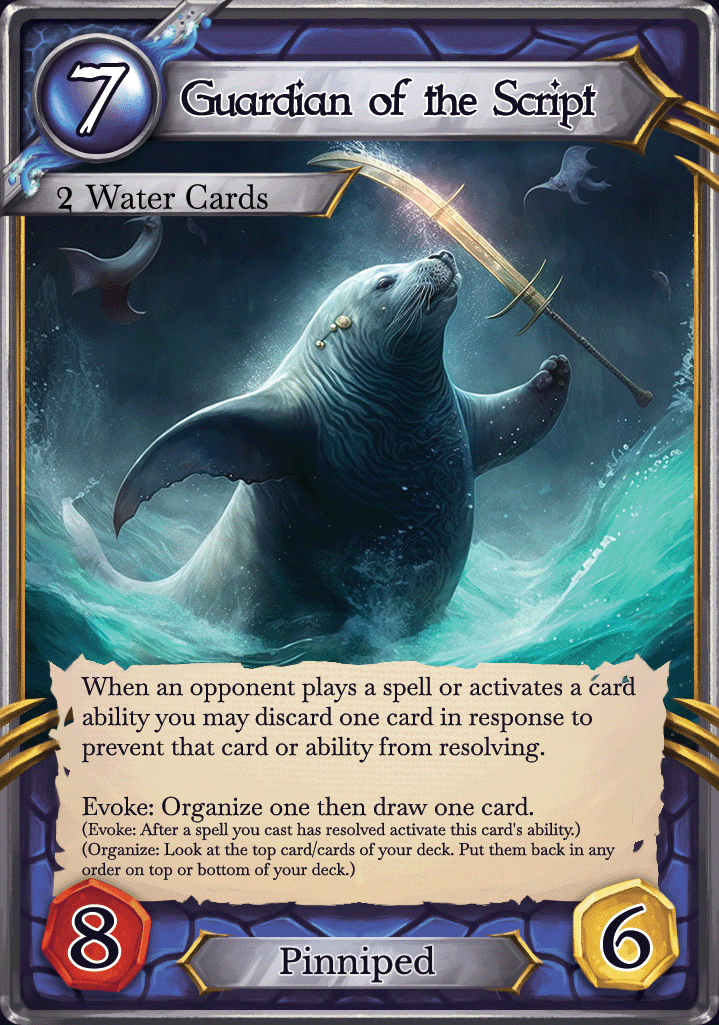 7
Guardian of the Script
2 Water Cards
When an opponent plays a spell or activates a card
ability you may discard one card in response to
prevent that card or ability from resolving.
Evoke: Organize one then draw one card.
(Evoke: After a spell you cast has resolved activate this card's ability.)
(Organize: Look at the top card/cards of your deck. Put them back in any
order on top or bottom of your deck.)
8
Pinniped
6